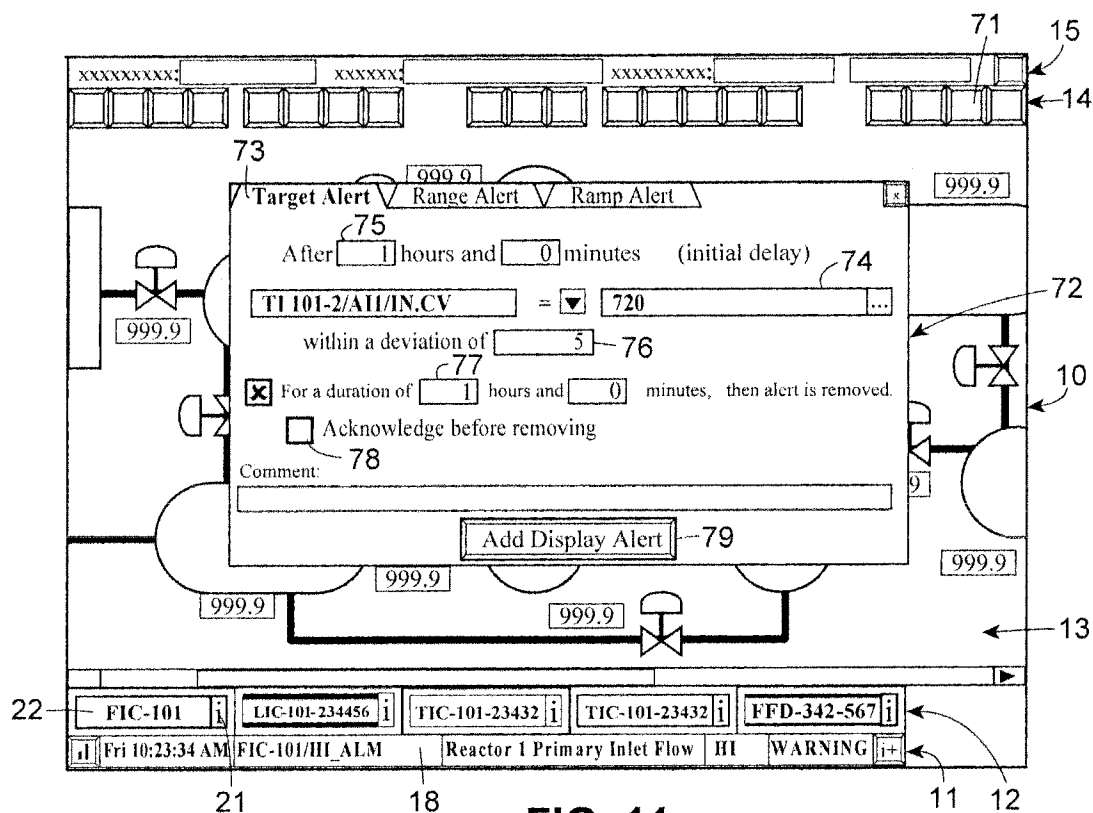 71
15
xxxxxxxxx: xxxxxx: xxxxxxxxx:
14
73
999.9
999.9
Target Alert Range Alert Ramp Alert x
75
After 1 hours and 0 minutes (initial delay)
74
72
TI 101-2/AI1/IN.CV = ▼ 720 ...
999.9
within a deviation of 5 76
77
10
For a duration of 1 hours and 0 minutes, then alert is removed.
Acknowledge before removing
78
9
Comment:
Add Display Alert 79
999.9
999.9
999.9
999.9
13
22 FIC-101 i LIC-101-234456 i TIC-101-23432 i TIC-101-23432 i FFD-342-567 i
Fri 10:23:34 AM FIC-101/HI_ALM Reactor 1 Primary Inlet Flow HI WARNING i+
21 18 11 12